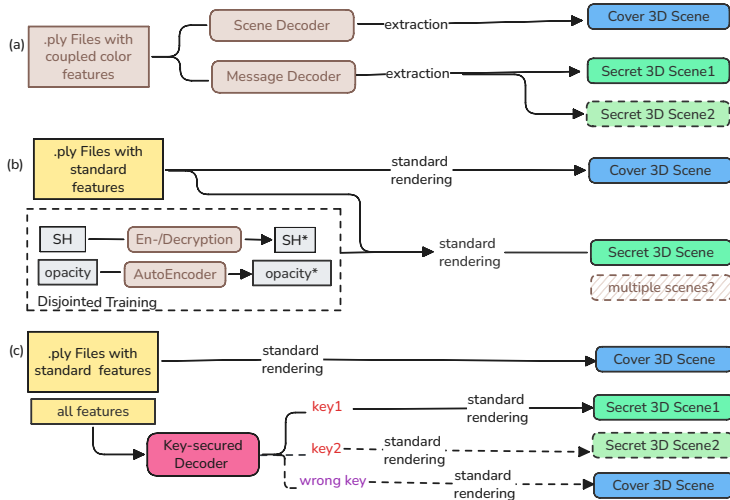 (a)
.ply Files with
coupled color
features
Scene Decoder
extraction
Cover 3D Scene
Message Decoder
extraction
Secret 3D Scene1
Secret 3D Scene2
(b)
.ply Files with
standard
features
standard
rendering
Cover 3D Scene
SH
En-/Decryption
SH*
opacity
AutoEncoder
opacity*
Disjointed Training
standard
rendering
Secret 3D Scene
multiple scenes?
(c)
.ply Files with
standard features
standard
rendering
Cover 3D Scene
all features
Key-secured
Decoder
key1
standard
rendering
Secret 3D Scene1
key2
standard
rendering
Secret 3D Scene2
wrong key
standard
rendering
Cover 3D Scene